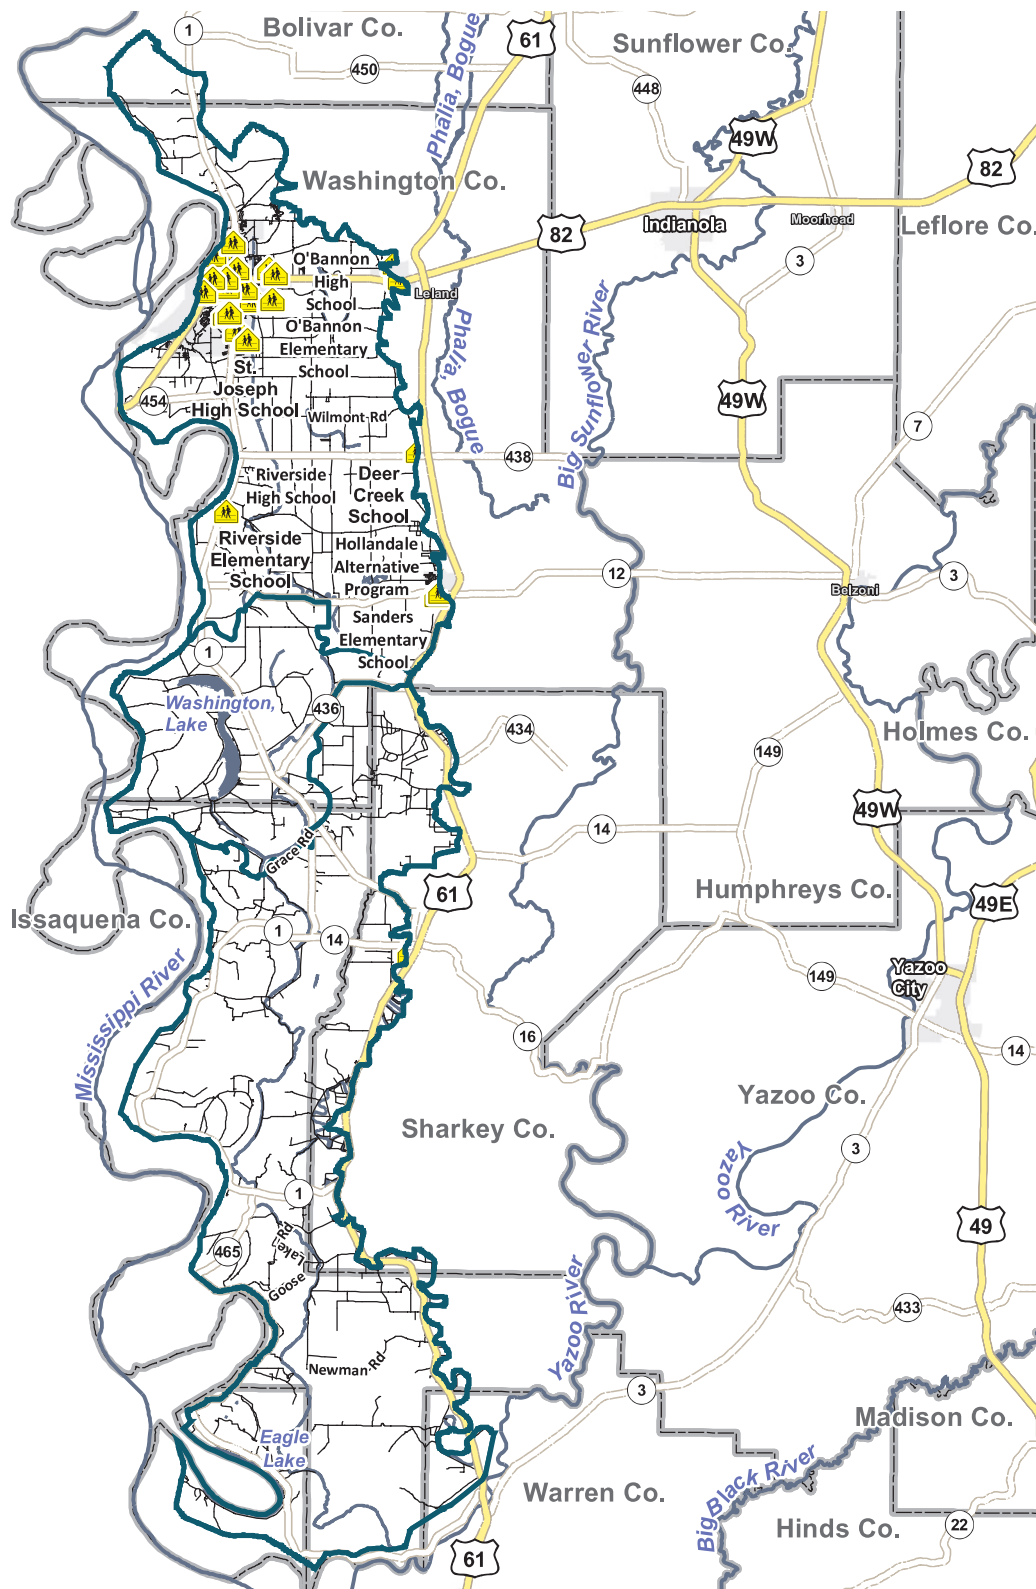 Bolivar Co.
1
61
Sunflower Co.
450
448
Phalia, Bogue
49W
82
Washington Co.
Indianola
Moorhead
Leflore Co.
82
3
O'Bannon
High
School
Leland
O'Bannon
Elementary
School
Phalia, Bogue
Big Sunflower River
St.
Joseph
High School
454
Wilmont Rd
49W
7
438
Riverside
High School
Deer
Creek
School
Riverside
Elementary
School
Hollandale
Alternative
Program
12
3
Belzoni
Sanders
Elementary
School
1
Washington,
Lake
436
434
149
Holmes Co.
49W
14
Grace Rd
Humphreys Co.
61
49E
Issaquena Co.
1
14
Yazoo
City
149
Mississippi River
16
14
Yazoo Co.
Sharkey Co.
3
Yazoo
River
1
49
465
Goose Lake Rd
433
Yazoo River
Newman Rd
3
Madison Co.
Eagle
Lake
Big Black River
Warren Co.
Hinds Co.
22
61